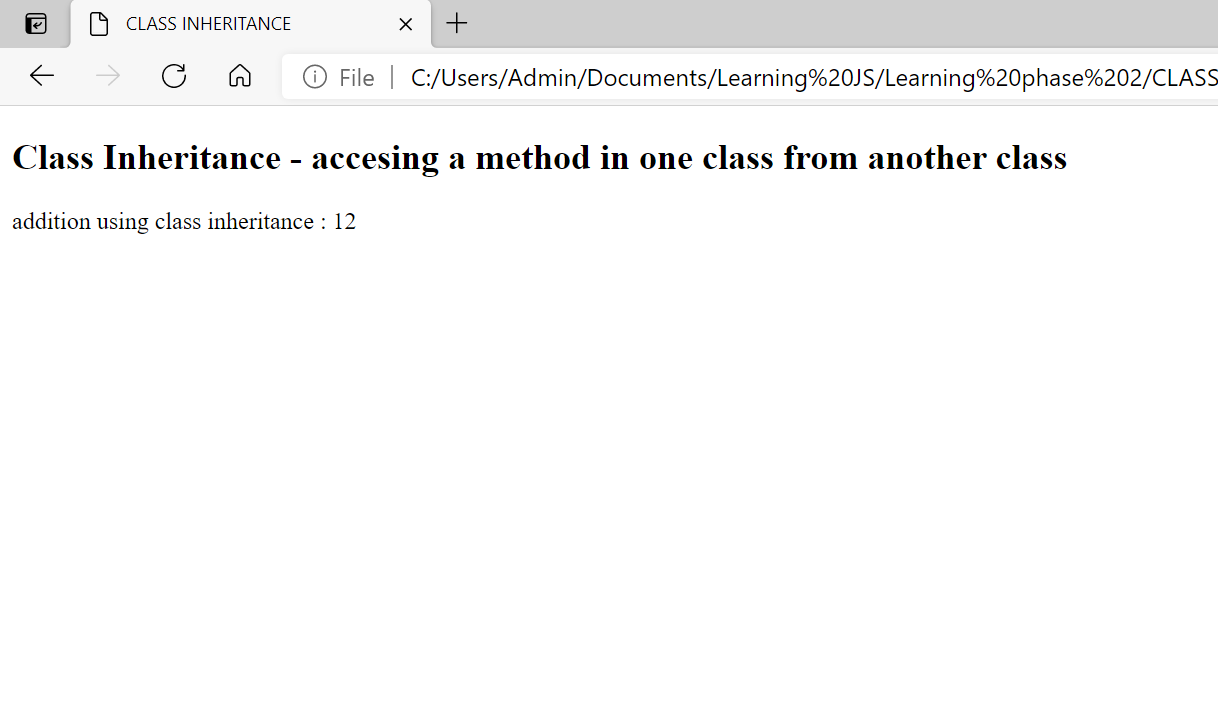 CLASS INHERITANCE
File
C:/Users/Admin/Documents/Learning%20JS/Learning%20phase%202/CLASS
Class Inheritance - accesing a method in one class from another class
addition using class inheritance : 12